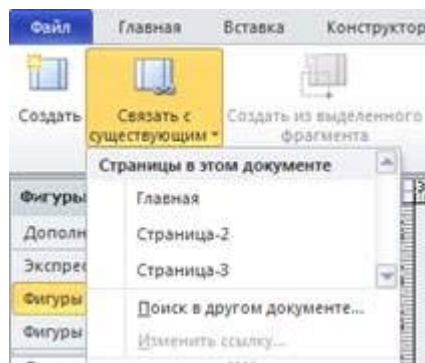 Файл Главная Вставка Конструктор
Создать
Связать с
существующим
Создать из выделенного
фрагмента
Страницы в этом документе
Фигуры
Главная
Дополн
Страница-2
Экспрес
Страница-3
Фигуры
Поиск в другом документе...
Фигуры
Изменить ссылку...